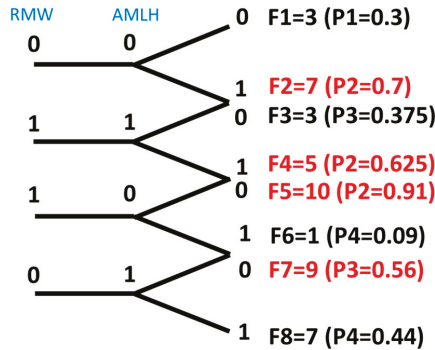 RMW AMLH
0 0 0 F1=3 (P1=0.3)
1 F2=7 (P2=0.7)
1 1 0 F3=3 (P3=0.375)
1 F4=5 (P2=0.625)
1 0 0 F5=10 (P2=0.91)
1 F6=1 (P4=0.09)
0 1 0 F7=9 (P3=0.56)
1 F8=7 (P4=0.44)